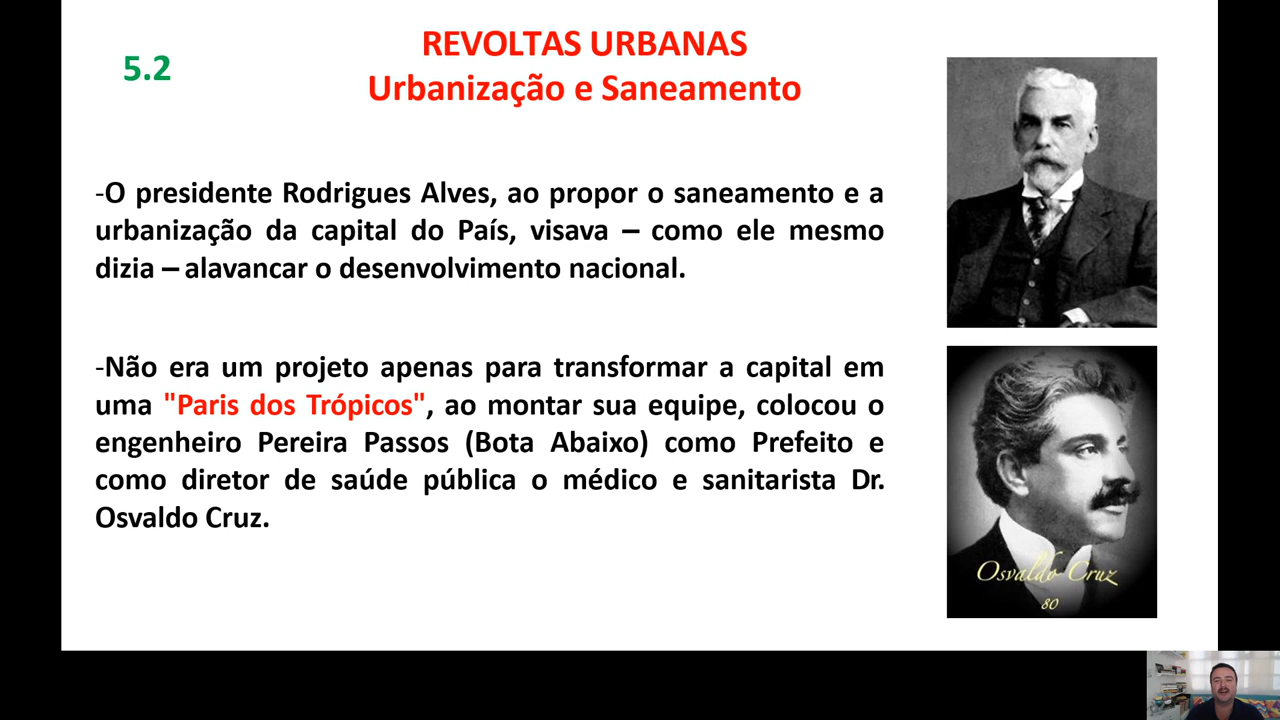 5.2
REVOLTAS URBANAS
Urbanização e Saneamento
-O presidente Rodrigues Alves, ao propor o saneamento e a
urbanização da capital do País, visava – como ele mesmo
dizia – alavancar o desenvolvimento nacional.
-Não era um projeto apenas para transformar a capital em
uma "Paris dos Trópicos", ao montar sua equipe, colocou o
engenheiro Pereira Passos (Bota Abaixo) como Prefeito e
como diretor de saúde pública o médico e sanitarista Dr.
Osvaldo Cruz.
Osvaldo Cruz
80